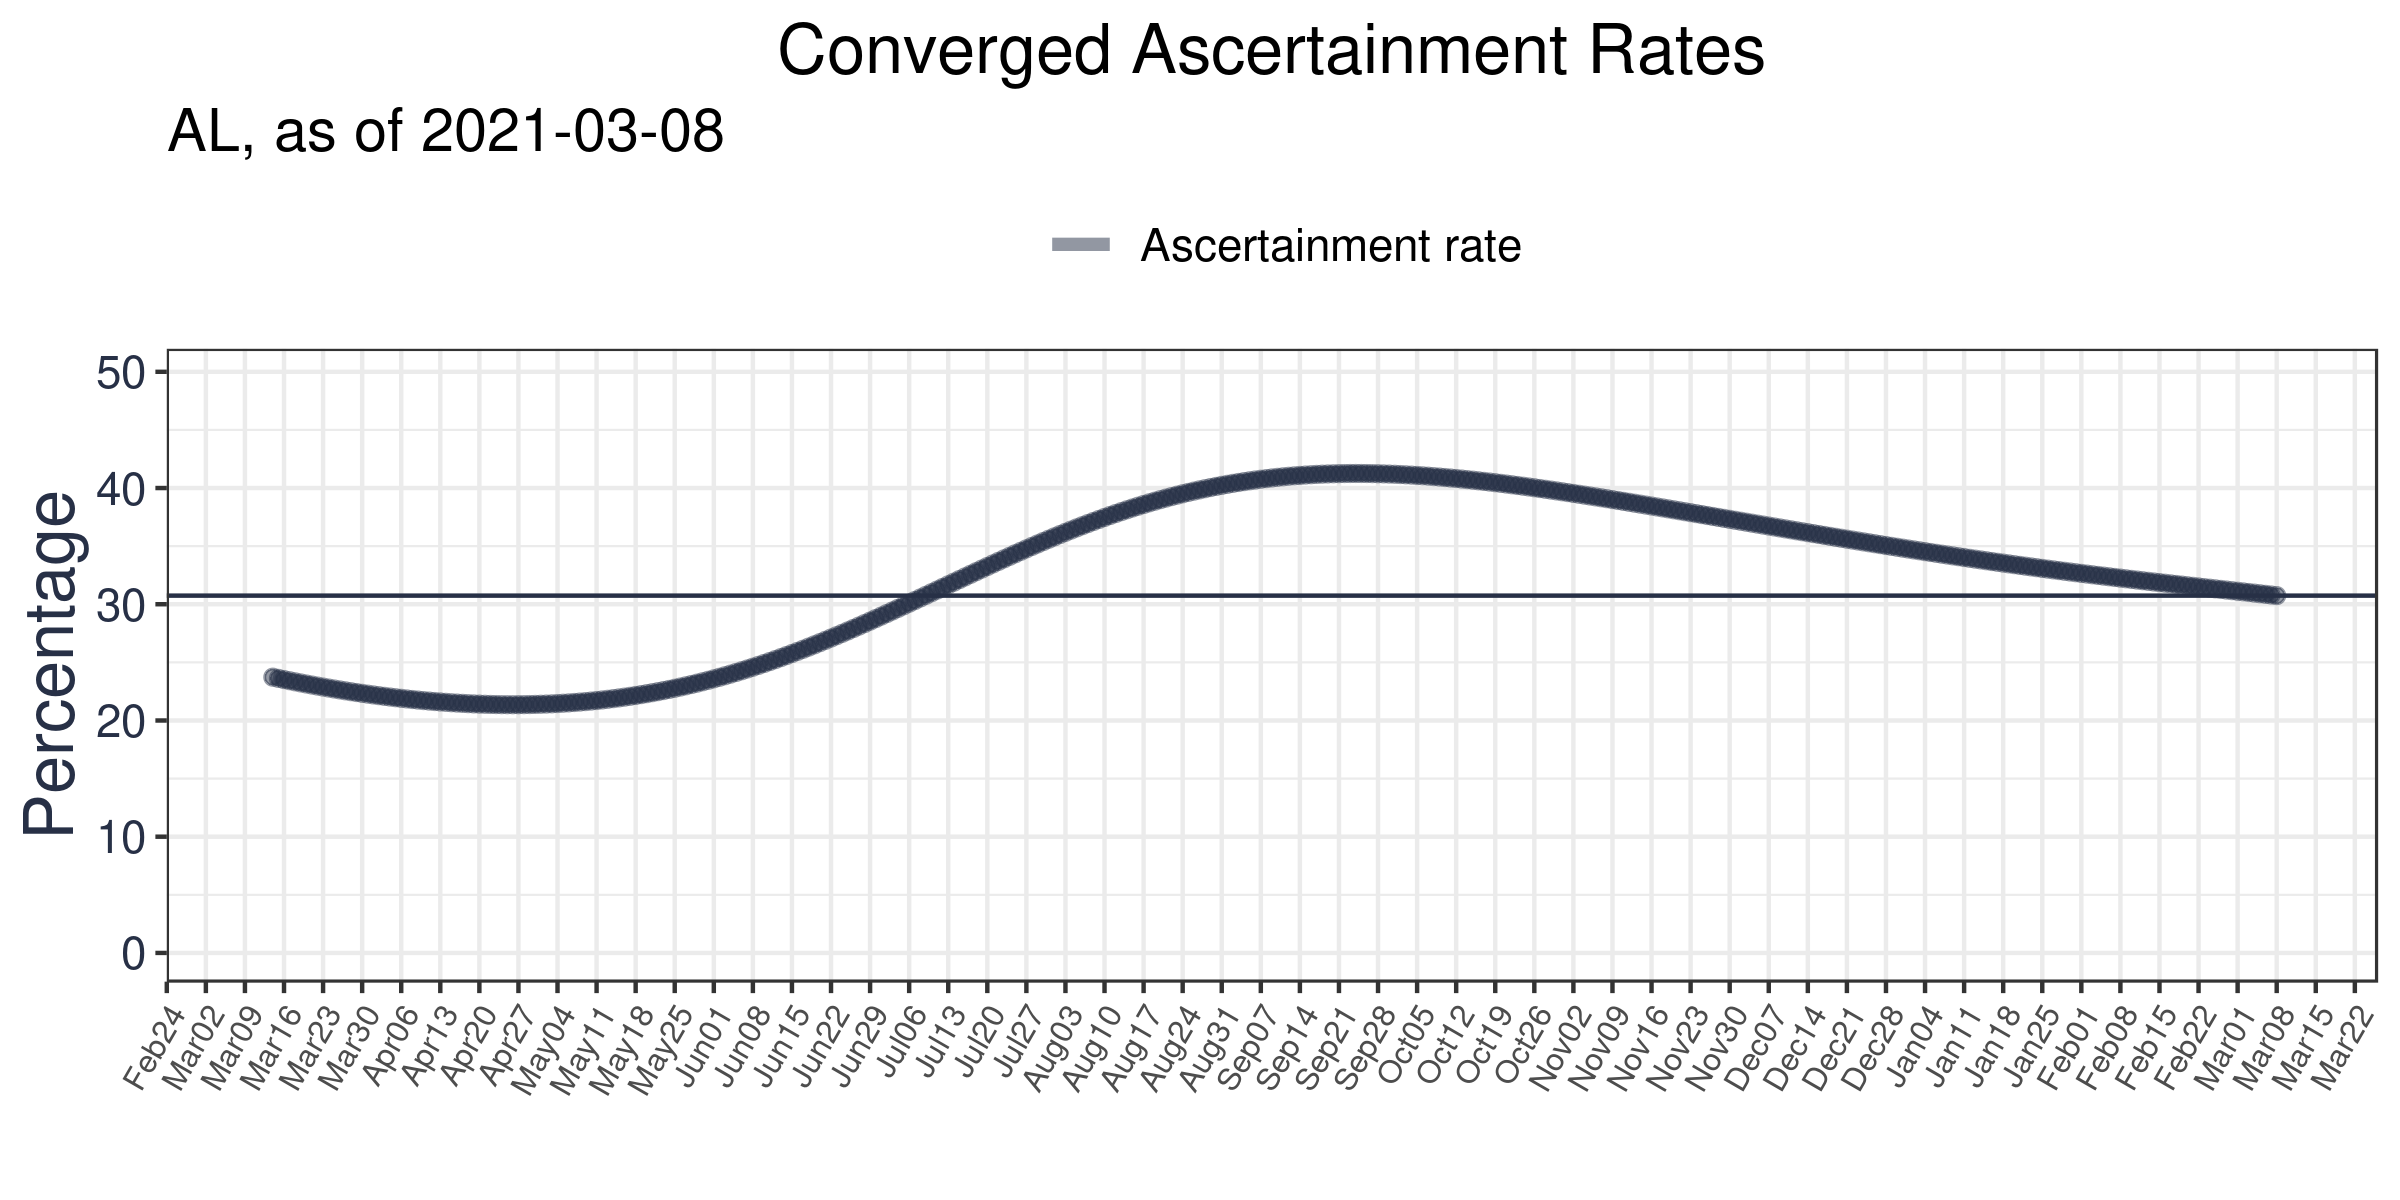 Converged Ascertainment Rates
AL, as of 2021-03-08
Ascertainment rate
Percentage
50
40
30
20
10
0
Feb24
Mar02
Mar09
Mar16
Mar23
Mar30
Apr06
Apr13
Apr20
Apr27
May04
May11
May18
May25
Jun01
Jun08
Jun15
Jun22
Jun29
Jul06
Jul13
Jul20
Jul27
Aug03
Aug10
Aug17
Aug24
Aug31
Sep07
Sep14
Sep21
Sep28
Oct05
Oct12
Oct19
Oct26
Nov02
Nov09
Nov16
Nov23
Nov30
Dec07
Dec14
Dec21
Dec28
Jan04
Jan11
Jan18
Jan25
Feb01
Feb08
Feb15
Feb22
Mar01
Mar08
Mar15
Mar22